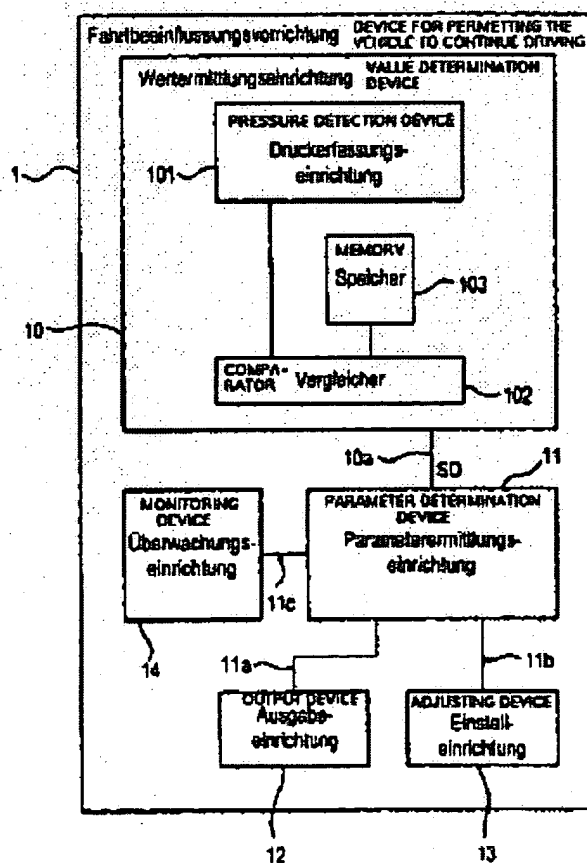 Fahrtbeeinflussungsvorrichtung DEVICE FOR PERMETTING THE
VEHICLE TO CONTINUE DRIVING
Wertermittlungseinrichtung VALUE DETERMINATION
DEVICE
PRESSURE DETECTION DEVICE
Druckerfassungs-
einrichtung
1
101
MEMORY
Speicher
103
10
COMPA-
RATOR Vergleicher
102
10a
SD
11
MONITORING
DEVICE
Überwachungs-
einrichtung
PARAMETER DETERMINATION
DEVICE
Parameterermittlungs-
einrichtung
11c
14
11a
11b
OUTPUT DEVICE
Ausgabe-
einrichtung
ADJUSTING DEVICE
Einstell-
einrichtung
12
13